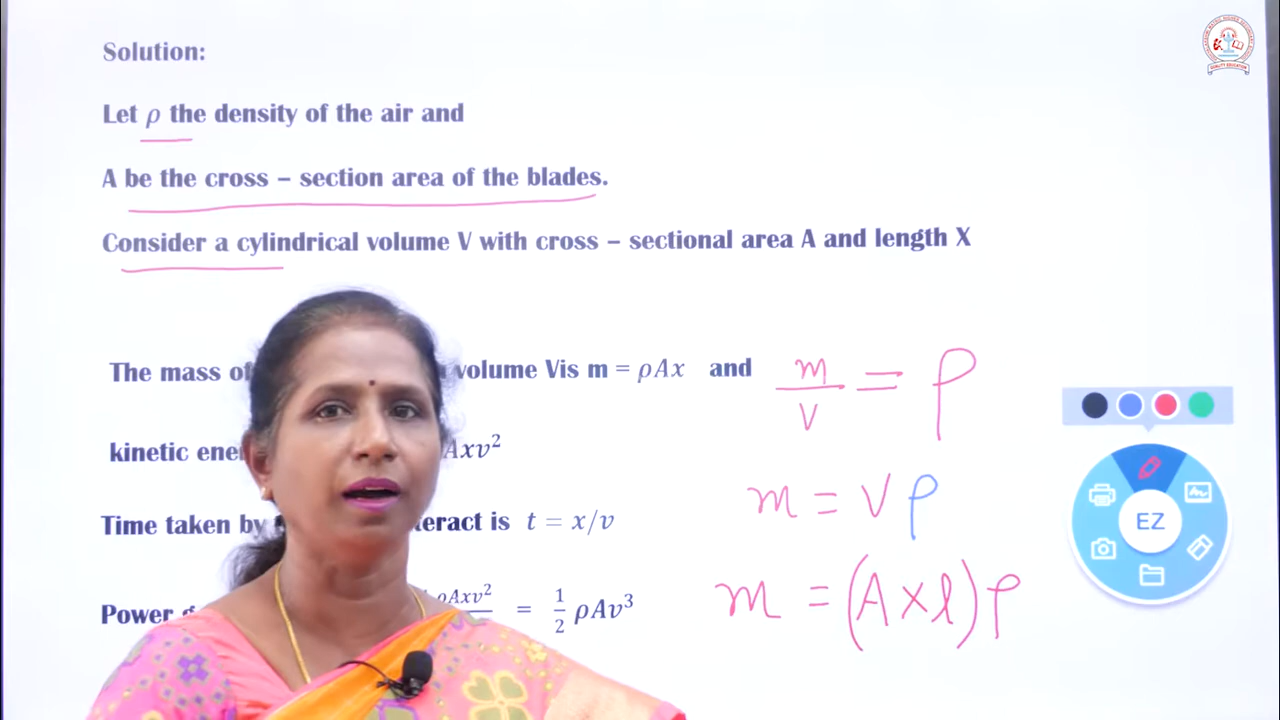 Solution:
Let ρ the density of the air and
A be the cross – section area of the blades.
Consider a cylindrical volume V with cross – sectional area A and length X
The mass of volume Vis m = ρAx and
m/V = ρ
kinetic Axv²
m = V ρ
Time taken by is t = x/v
m = (A × l) ρ
Power ρAxv² = 1/2 ρAv³
EZ
QUALITY EDUCATION